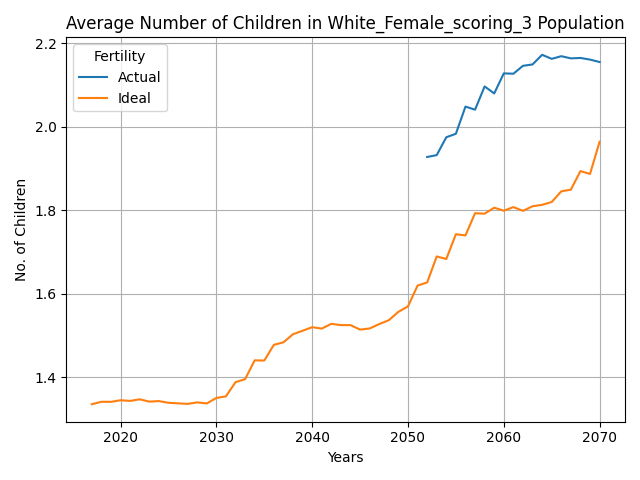 Average Number of Children in White_Female_scoring_3 Population
Fertility
Actual
Ideal
No. of Children
2.2
2.0
1.8
1.6
1.4
2020 2030 2040 2050 2060 2070
Years